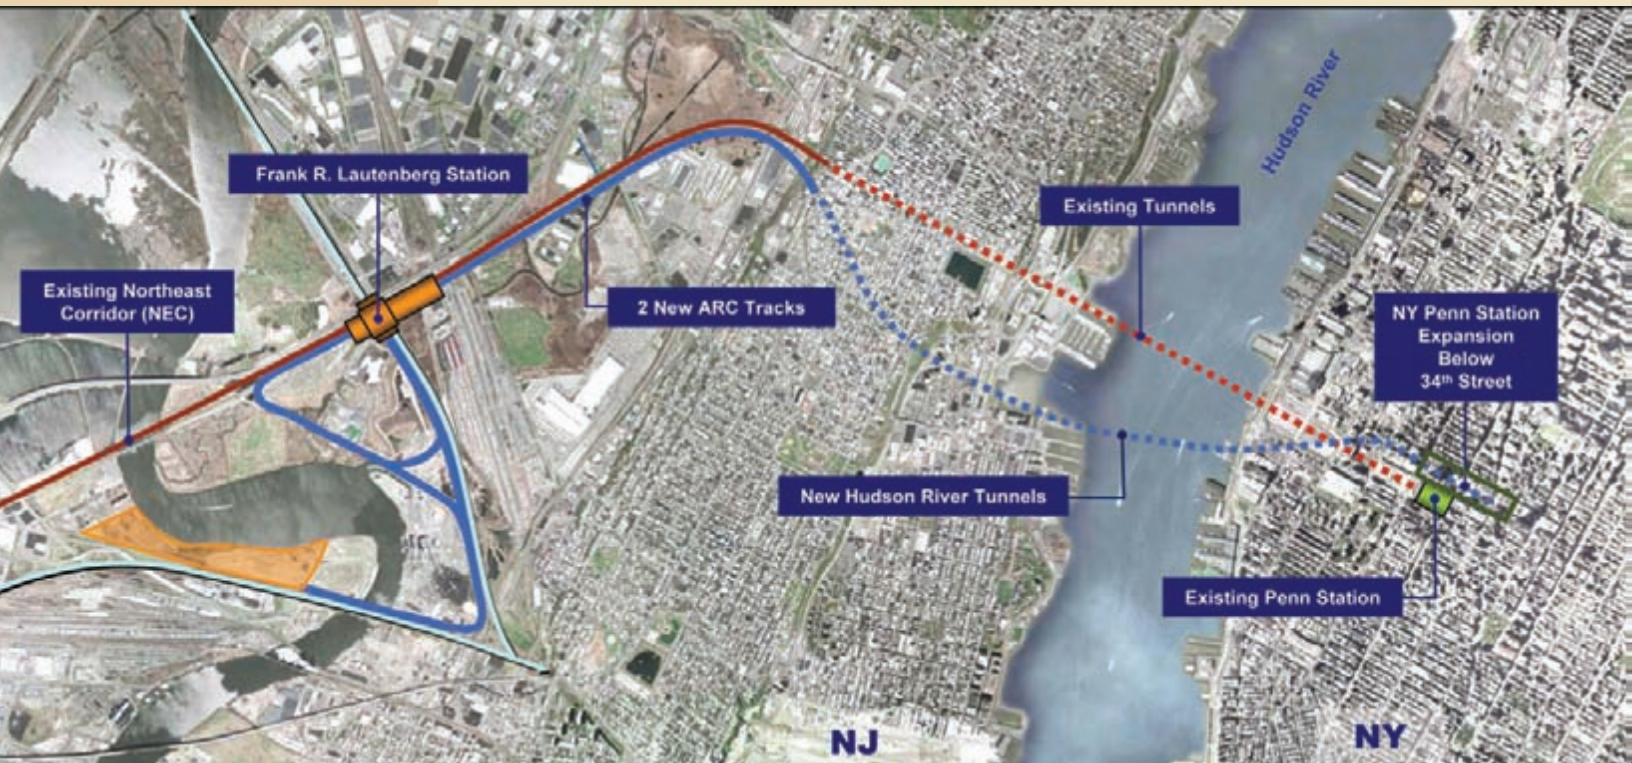 Hudson River
Frank R. Lautenberg Station
Existing Tunnels
Existing Northeast
Corridor (NEC)
2 New ARC Tracks
NY Penn Station
Expansion
Below
34th Street
New Hudson River Tunnels
Existing Penn Station
NJ
NY